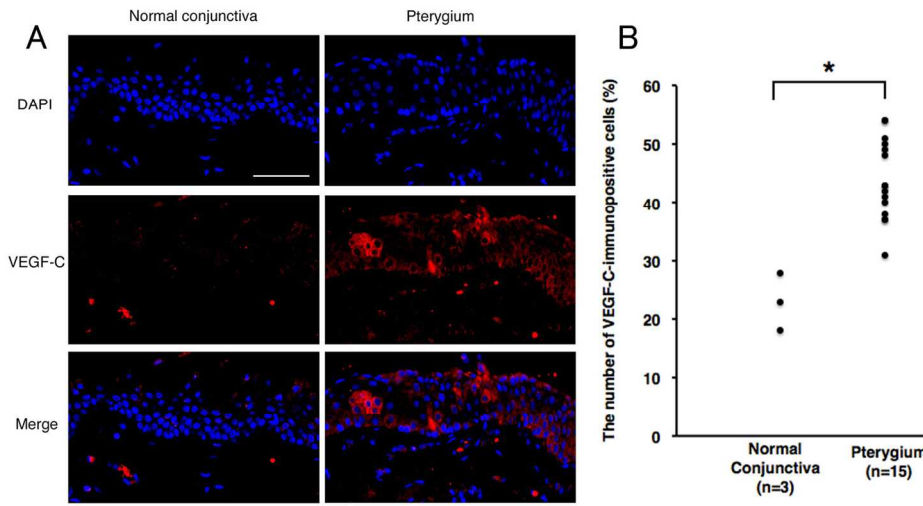 Normal conjunctiva
Pterygium
A
B
DAPI
VEGF-C
Merge
The number of VEGF-C-immunopositive cells (%)
*
60
50
40
30
20
10
0
Normal
Conjunctiva
(n=3)
Pterygium
(n=15)